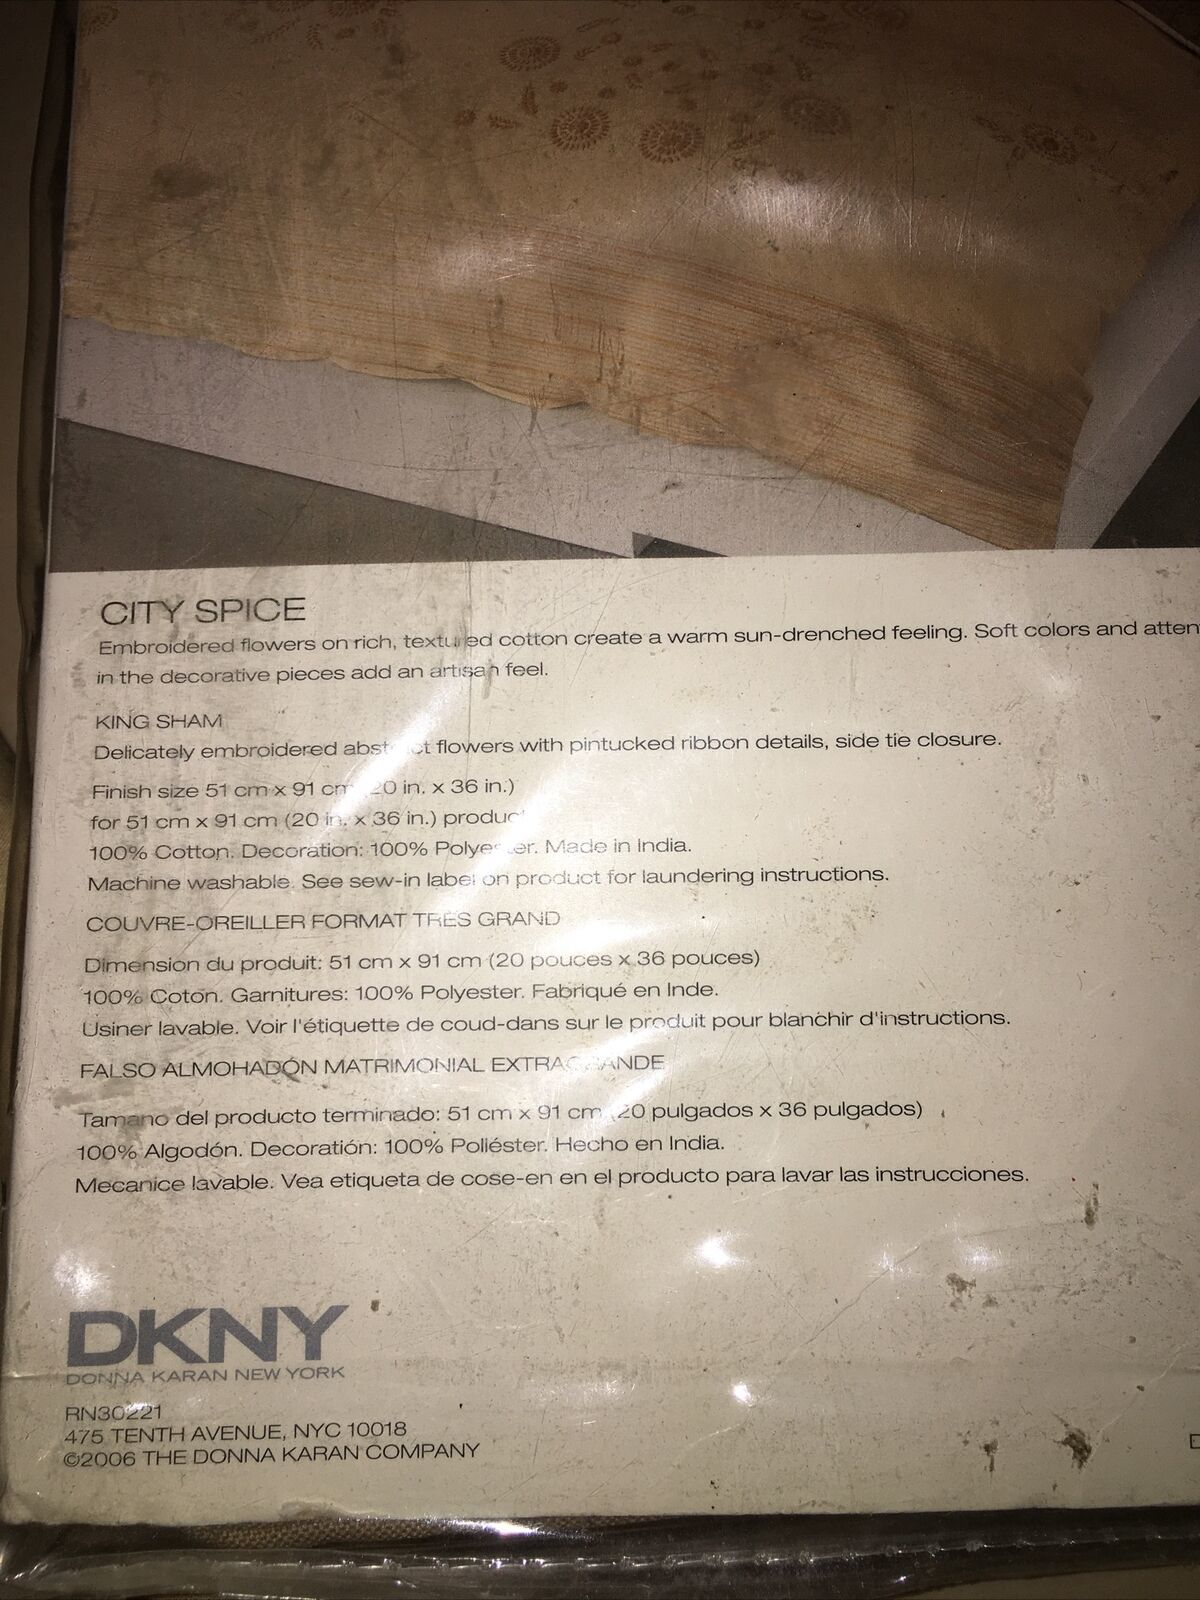 CITY SPICE
Embroidered flowers on rich, textured cotton create a warm sun-drenched feeling. Soft colors and atten
in the decorative pieces add an artisan feel.
KING SHAM
Delicately embroidered abstract flowers with pintucked ribbon details, side tie closure.
Finish size 51 cm x 91 cm (20 in. x 36 in.)
for 51 cm x 91 cm (20 in. x 36 in.) product
100% Cotton. Decoration: 100% Polyester. Made in India.
Machine washable. See sew-in label on product for laundering instructions.
COUVRE-OREILLER FORMAT TRÈS GRAND
Dimension du produit: 51 cm x 91 cm (20 pouces x 36 pouces)
100% Coton. Garnitures: 100% Polyester. Fabriqué en Inde.
Usiner lavable. Voir l'étiquette de coud-dans sur le produit pour blanchir d'instructions.
FALSO ALMOHADÓN MATRIMONIAL EXTRAGRANDE
Tamano del producto terminado: 51 cm x 91 cm (20 pulgados x 36 pulgados)
100% Algodón. Decoratión: 100% Poliéster. Hecho en India.
Mecanice lavable. Vea etiqueta de cose-en en el producto para lavar las instrucciones.
DKNY
DONNA KARAN NEW YORK
RN30221
475 TENTH AVENUE, NYC 10018
©2006 THE DONNA KARAN COMPANY